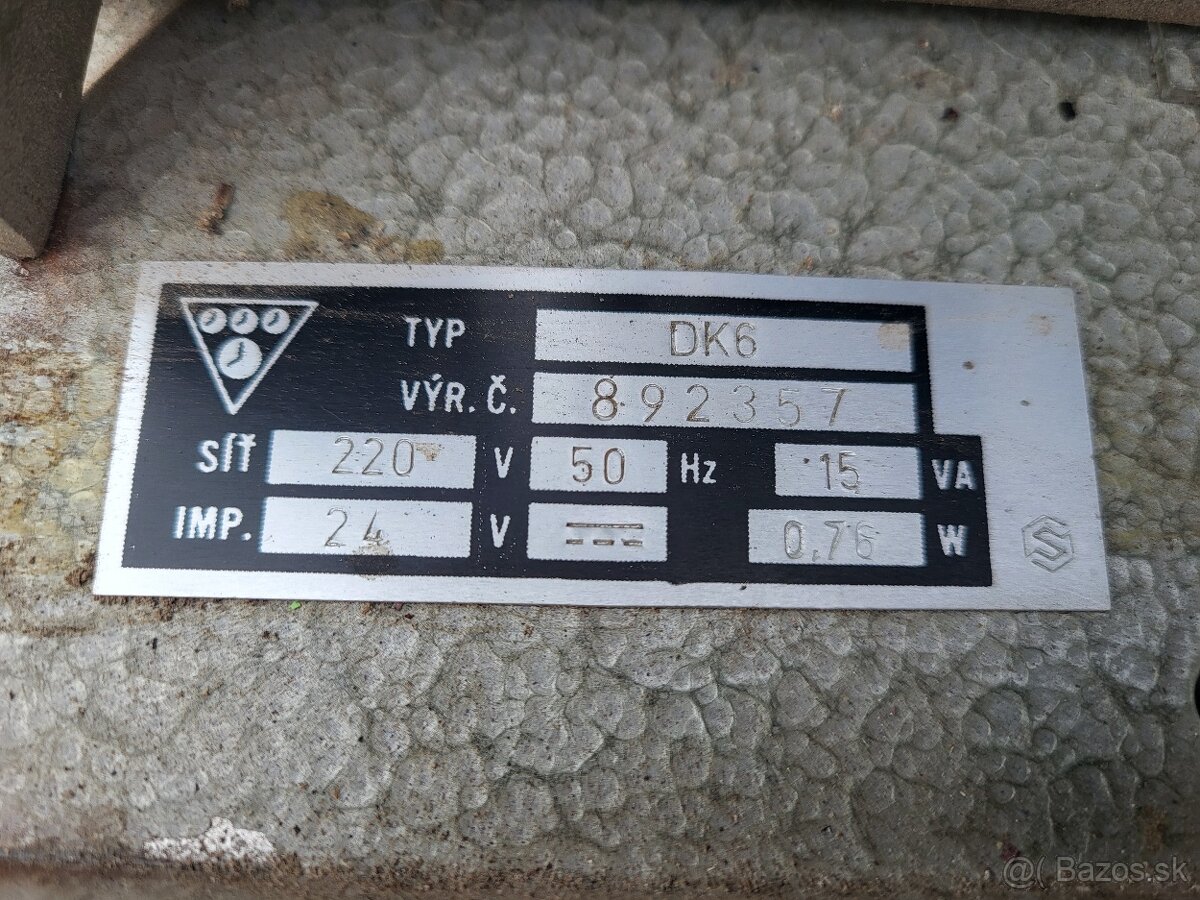 TYP DK6
VÝR. Č. 892357
SÍŤ 220 V 50 Hz 15 VA
IMP. 24 V 0,76 W
S
@( Bazos.sk